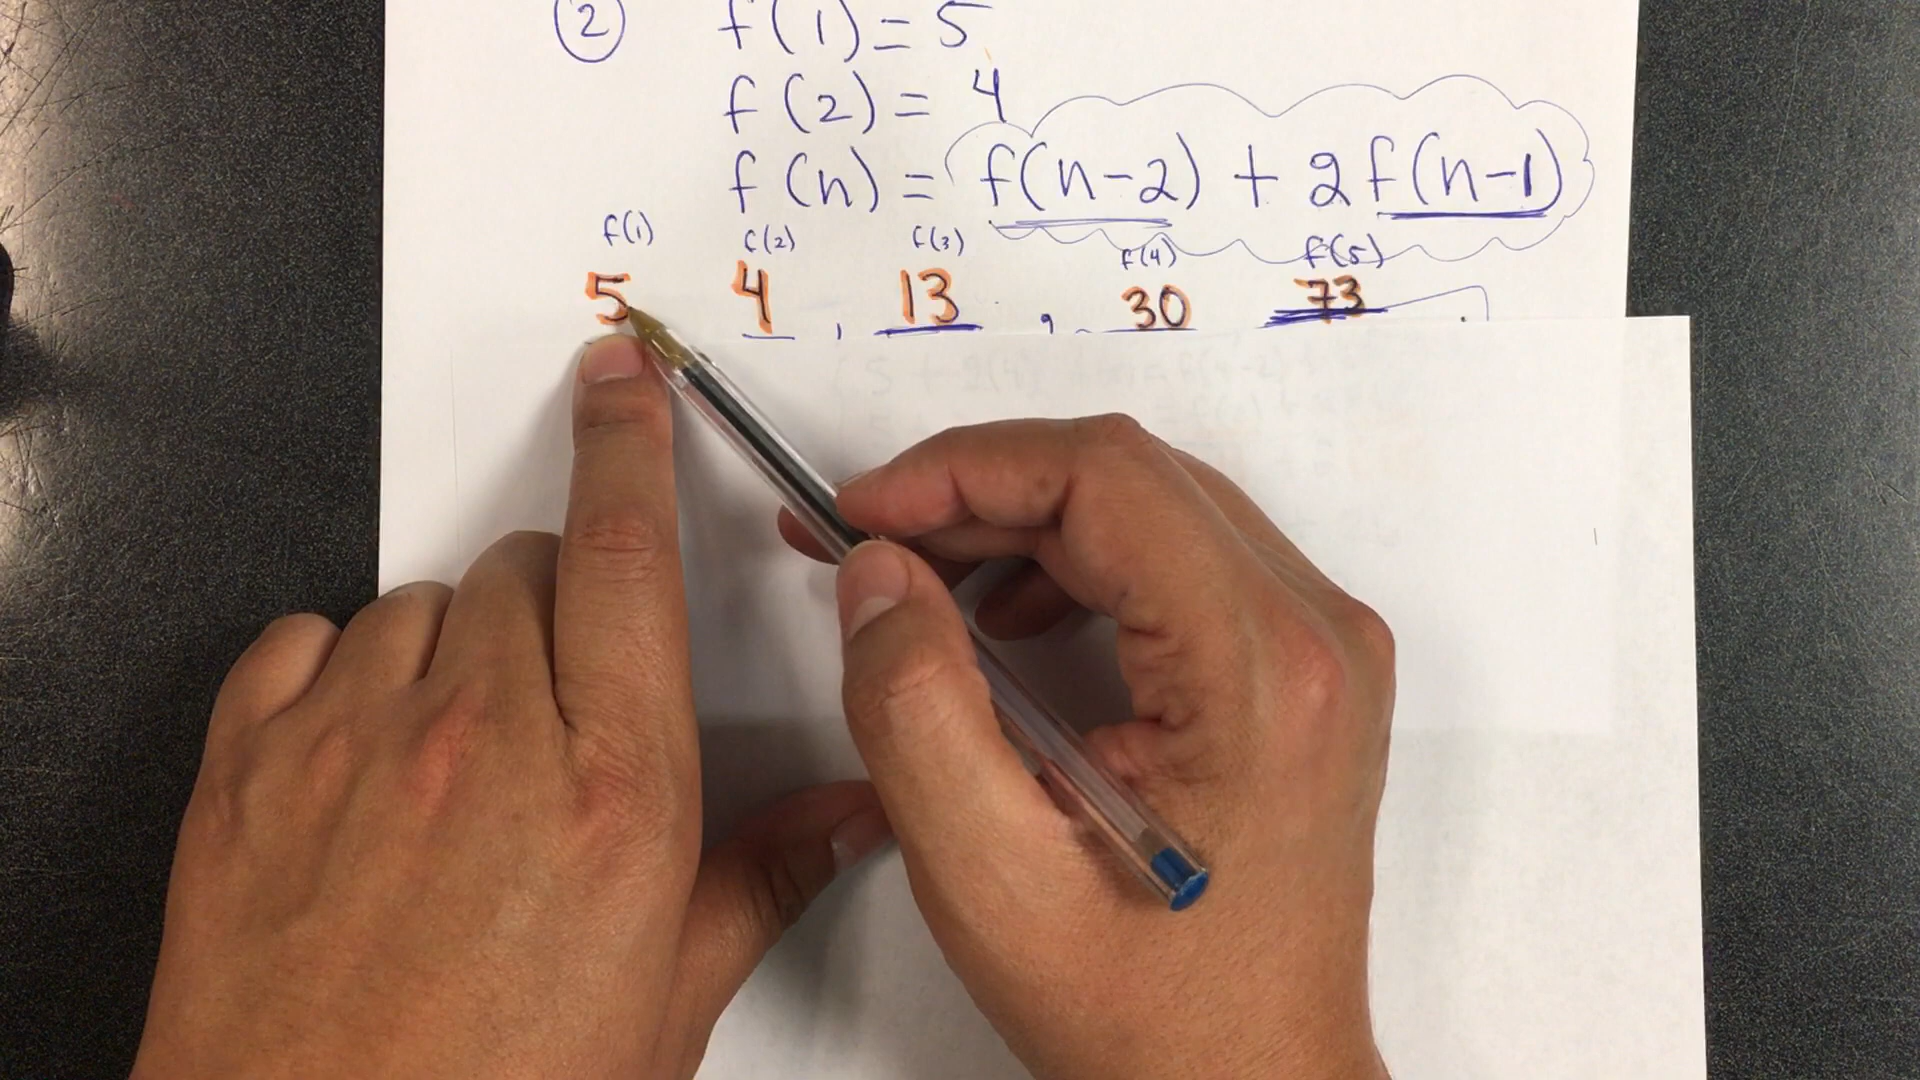 ② f(1) = 5
f(2) = 4
f(n) = f(n-2) + 2f(n-1)
f(1) f(2) f(3) f(4) f(5)
5 4 , 13 , 30 73